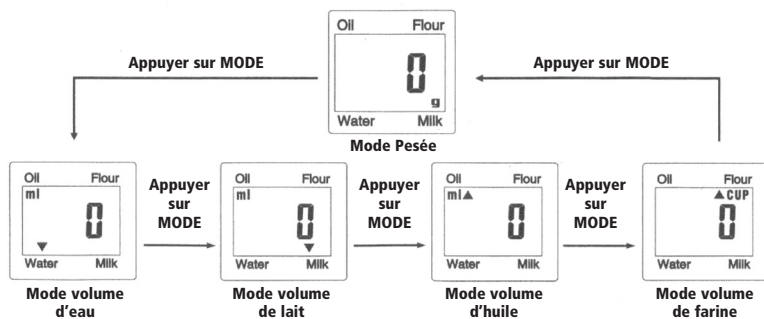 Oil Flour
Appuyer sur MODE
0
g
Appuyer sur MODE
Water Milk
Mode Pesée
Oil Flour
ml
0
Water Milk
Mode volume
d'eau
Appuyer
sur
MODE
Oil Flour
ml
0
Water Milk
Mode volume
de lait
Appuyer
sur
MODE
Oil Flour
ml▲
0
Water Milk
Mode volume
d'huile
Appuyer
sur
MODE
Oil Flour
▲CUP
0
Water Milk
Mode volume
de farine